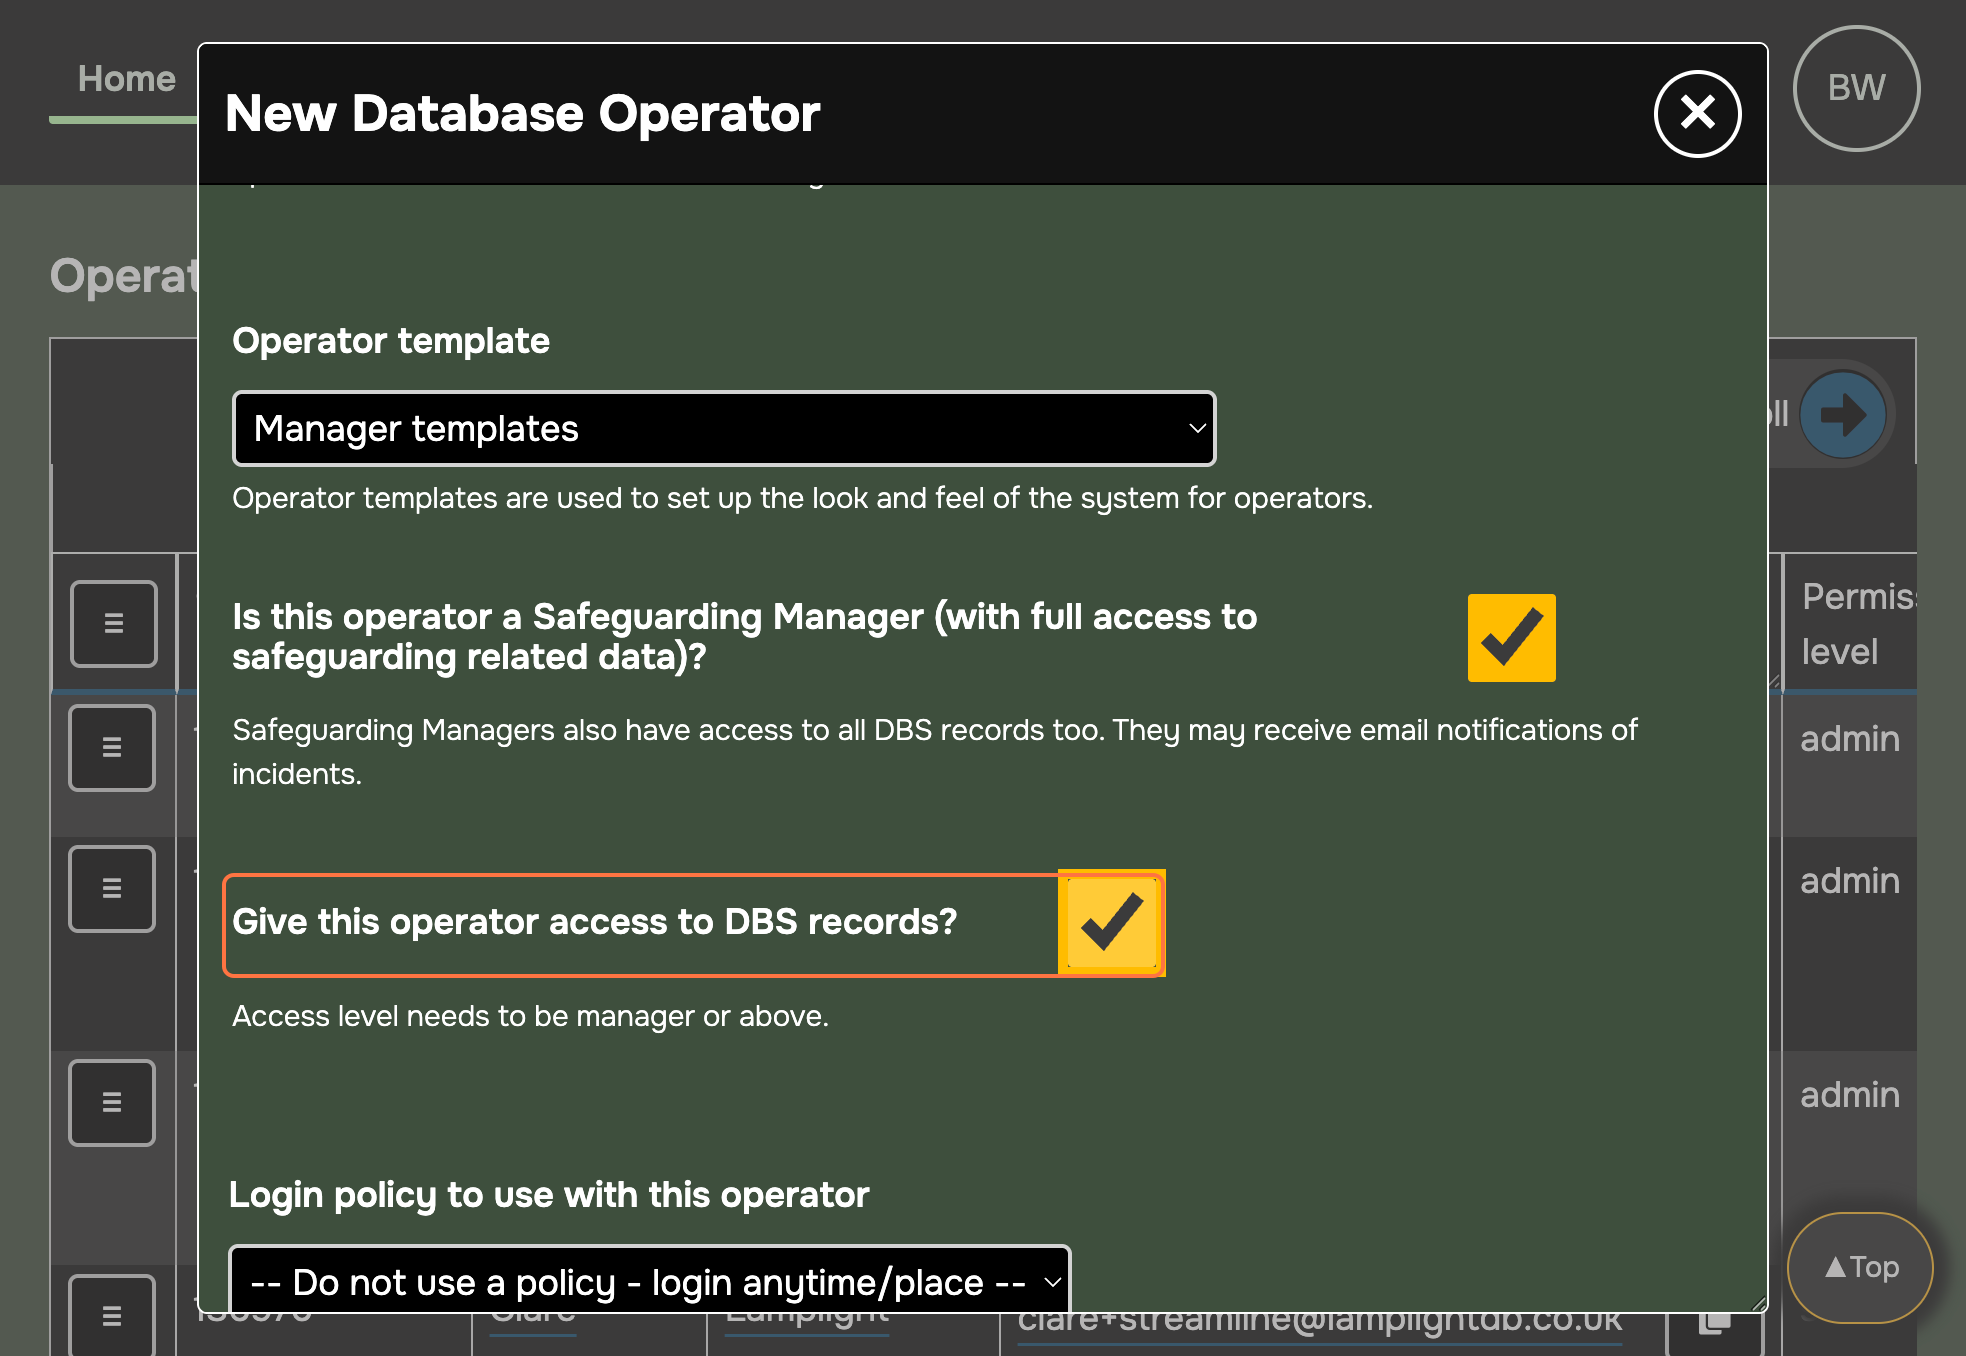 Home
New Database Operator
BW
Operator template
Manager templates
Operator templates are used to set up the look and feel of the system for operators.
Permis
level
Is this operator a Safeguarding Manager (with full access to
safeguarding related data)?
Safeguarding Managers also have access to all DBS records too. They may receive email notifications of
incidents.
admin
Give this operator access to DBS records?
admin
Access level needs to be manager or above.
admin
Login policy to use with this operator
-- Do not use a policy - login anytime/place --
▲Top
Clare
Lamplight
clare+streamline@lamplightdb.co.uk